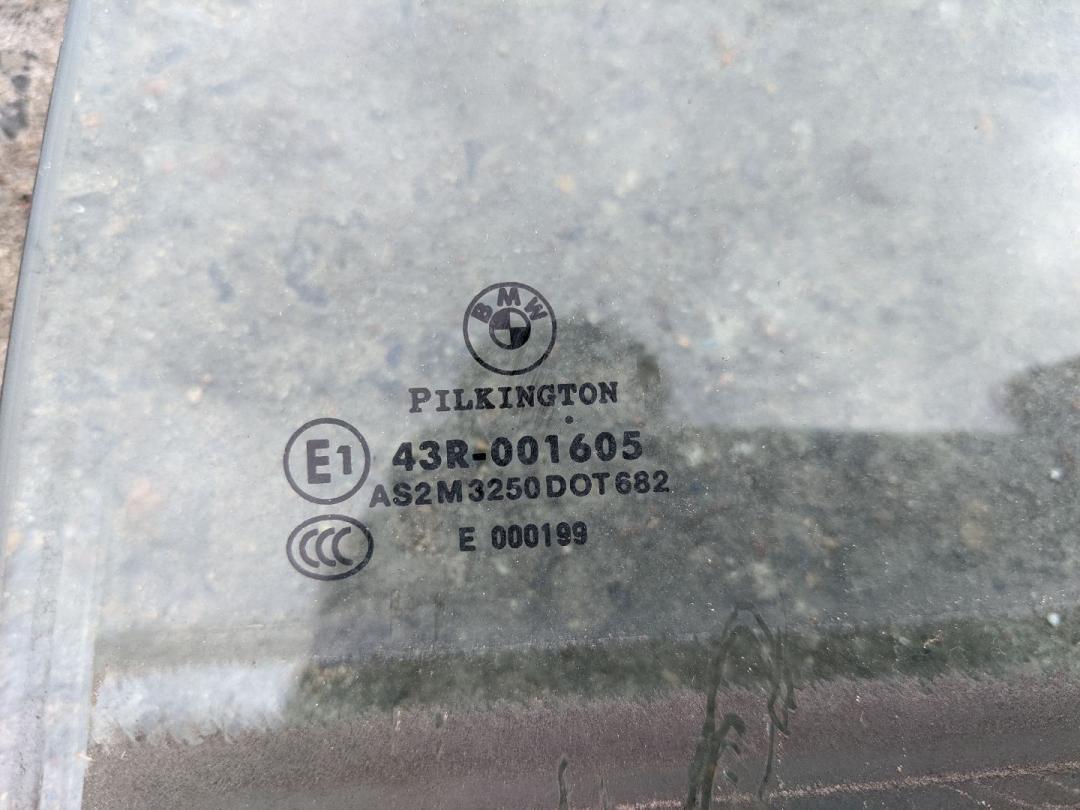 BMW
PILKINGTON
E1 43R-001605
AS2M3250DOT682
CCC E 000199